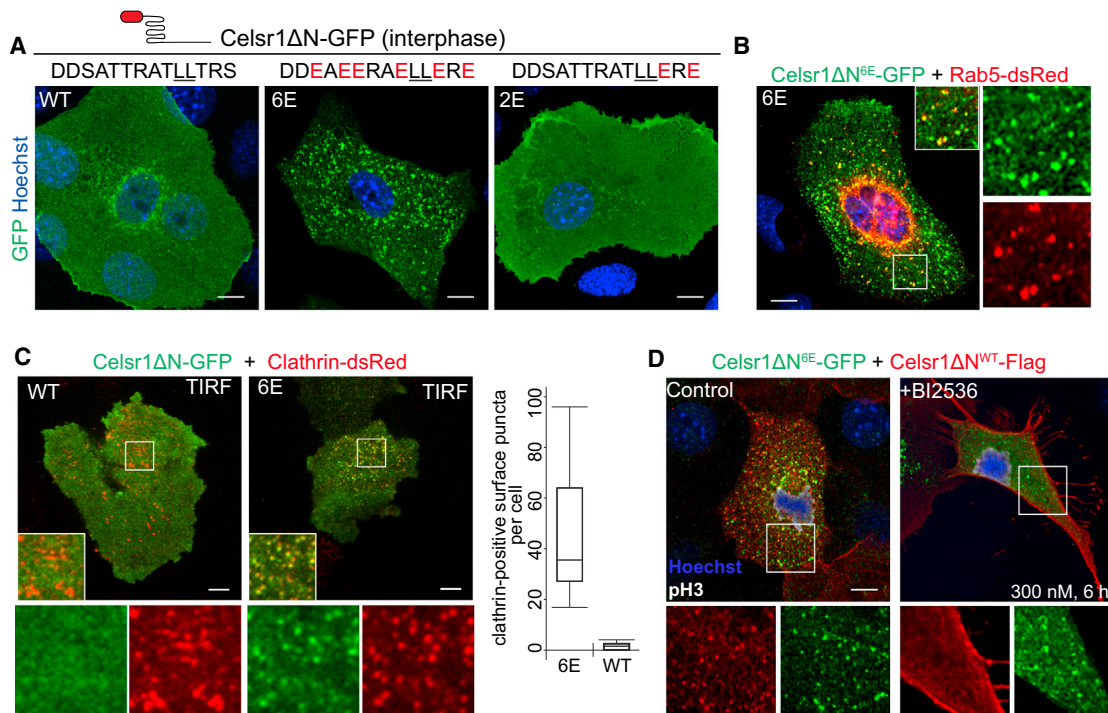 Celsr1ΔN-GFP (interphase)
A
DDSATTRATLLTRS
DDEAEERAELLERE
DDSATTRATLLERE
WT
6E
2E
GFP Hoechst
B
Celsr1ΔN6E-GFP + Rab5-dsRed
6E
C
Celsr1ΔN-GFP + Clathrin-dsRed
WT
TIRF
6E
TIRF
clathrin-positive surface puncta
per cell
100
80
60
40
20
0
6E
WT
D
Celsr1ΔN6E-GFP + Celsr1ΔNWT-Flag
Control
+BI2536
Hoechst
pH3
300 nM, 6 h